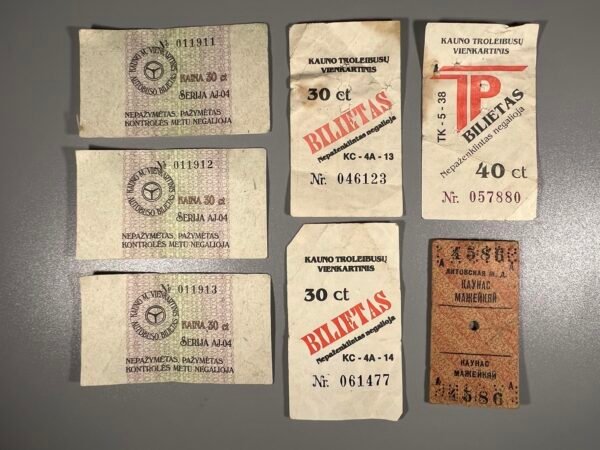 № 011911
KAUNO M. VIENKARTINIS
AUTOBUSO BILIETAS
KAINA 30 ct
SERIJA AJ-04
NEPAŽYMĖTAS, PAŽYMĖTAS
KONTROLĖS METU NEGALIOJA
№ 011912
KAUNO M. VIENKARTINIS
AUTOBUSO BILIETAS
KAINA 30 ct
SERIJA AJ-04
NEPAŽYMĖTAS, PAŽYMĖTAS
KONTROLĖS METU NEGALIOJA
№ 011913
KAUNO M. VIENKARTINIS
AUTOBUSO BILIETAS
KAINA 30 ct
SERIJA AJ-04
NEPAŽYMĖTAS, PAŽYMĖTAS
KONTROLĖS METU NEGALIOJA
KAUNO TROLEIBUSŲ
VIENKARTINIS
30 ct
BILIETAS
Nepaženklintas negalioja
KC - 4A - 13
Nr. 046123
KAUNO TROLEIBUSŲ
VIENKARTINIS
30 ct
BILIETAS
Nepaženklintas negalioja
KC - 4A - 14
Nr. 061477
KAUNO TROLEIBUSŲ
VIENKARTINIS
A
TP
TK - 5 - 38
BILIETAS
Nepaženklintas negalioja
40 ct
Nr. 057880
4586
ЛИТОВСКАЯ Ж. Д.
А А
КАУНАС
МАЖЕЙКЯЙ
КАУНАС
МАЖЕЙКЯЙ
А А
4586